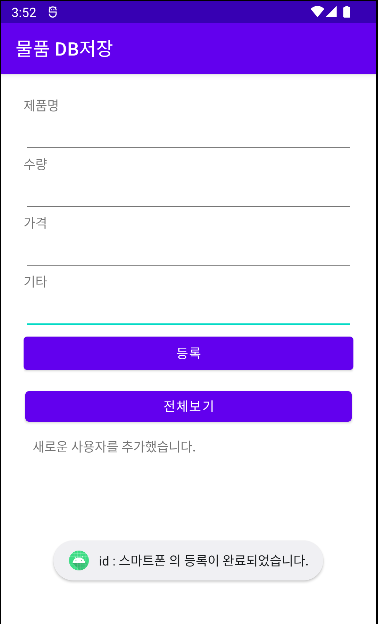 3:52
물품 DB저장
제품명
수량
가격
기타
등록
전체보기
새로운 사용자를 추가했습니다.
id : 스마트폰 의 등록이 완료되었습니다.